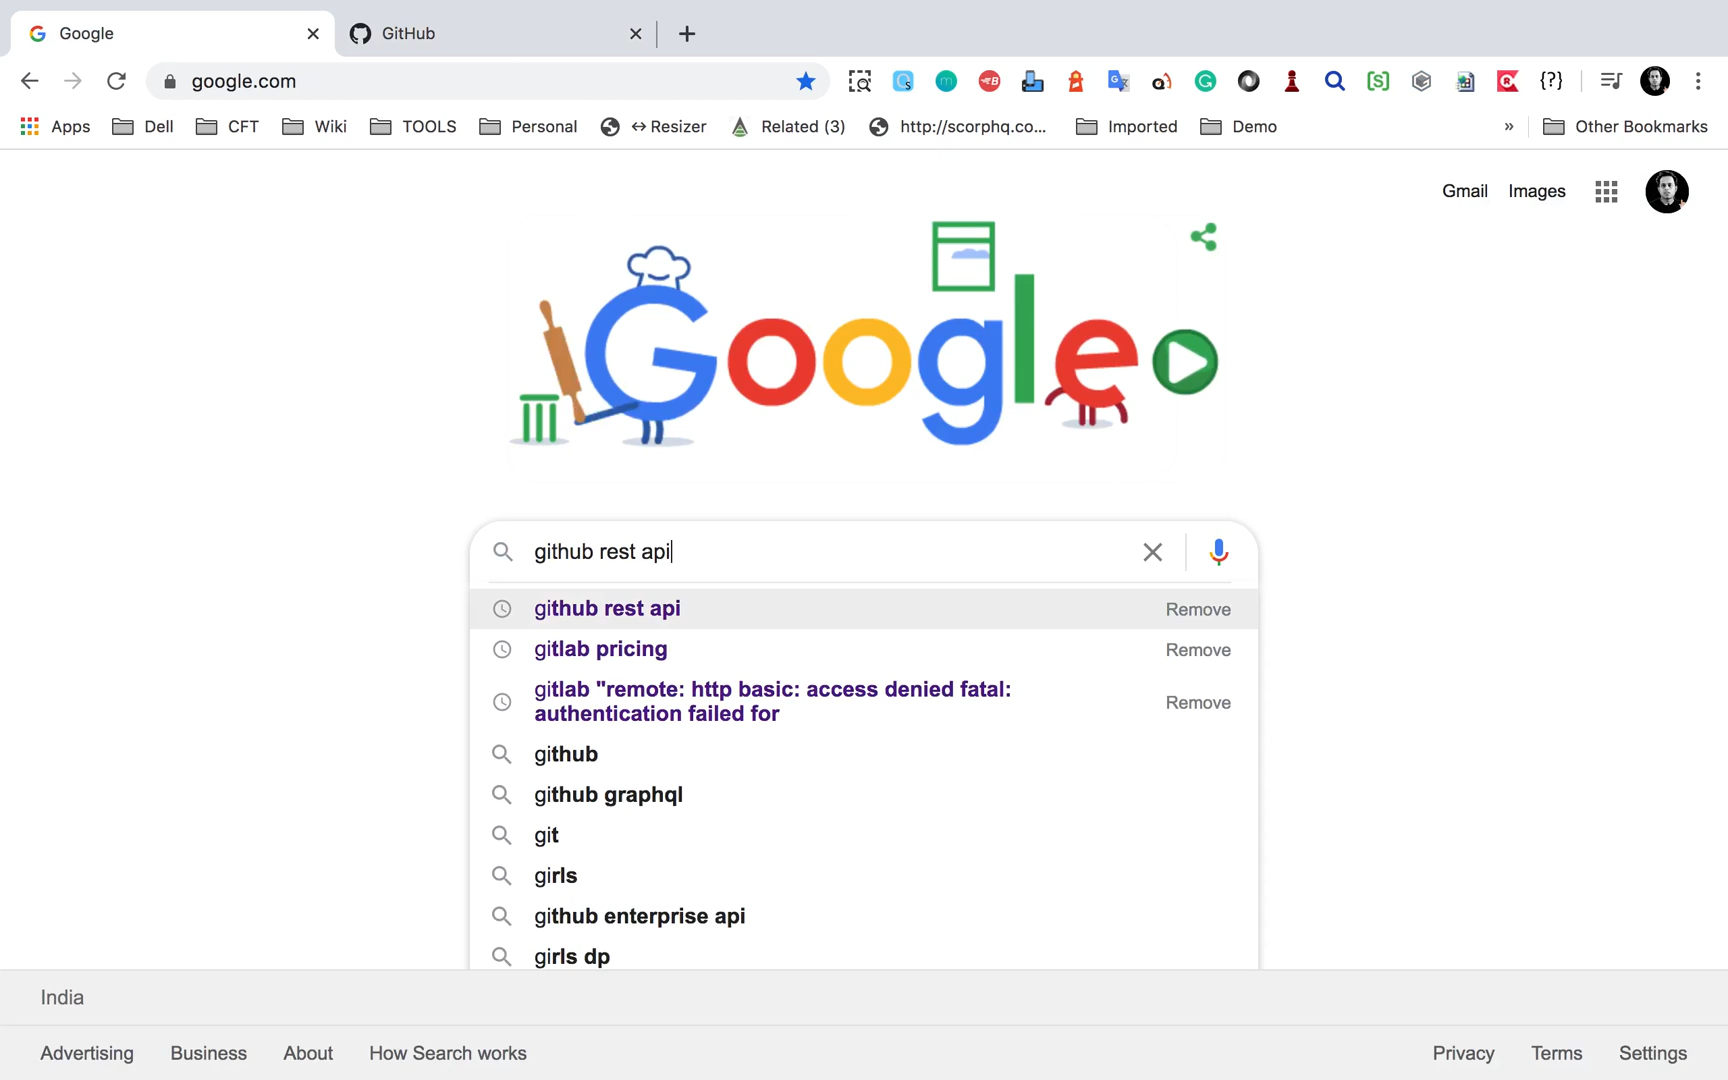 Google
GitHub
google.com
Apps
Dell
CFT
Wiki
TOOLS
Personal
↔Resizer
Related (3)
http://scorphq.co...
Imported
Demo
»
Other Bookmarks
Gmail
Images
Google
github rest api
github rest api
Remove
gitlab pricing
Remove
gitlab "remote: http basic: access denied fatal:
authentication failed for
Remove
github
github graphql
git
girls
github enterprise api
girls dp
India
Advertising
Business
About
How Search works
Privacy
Terms
Settings